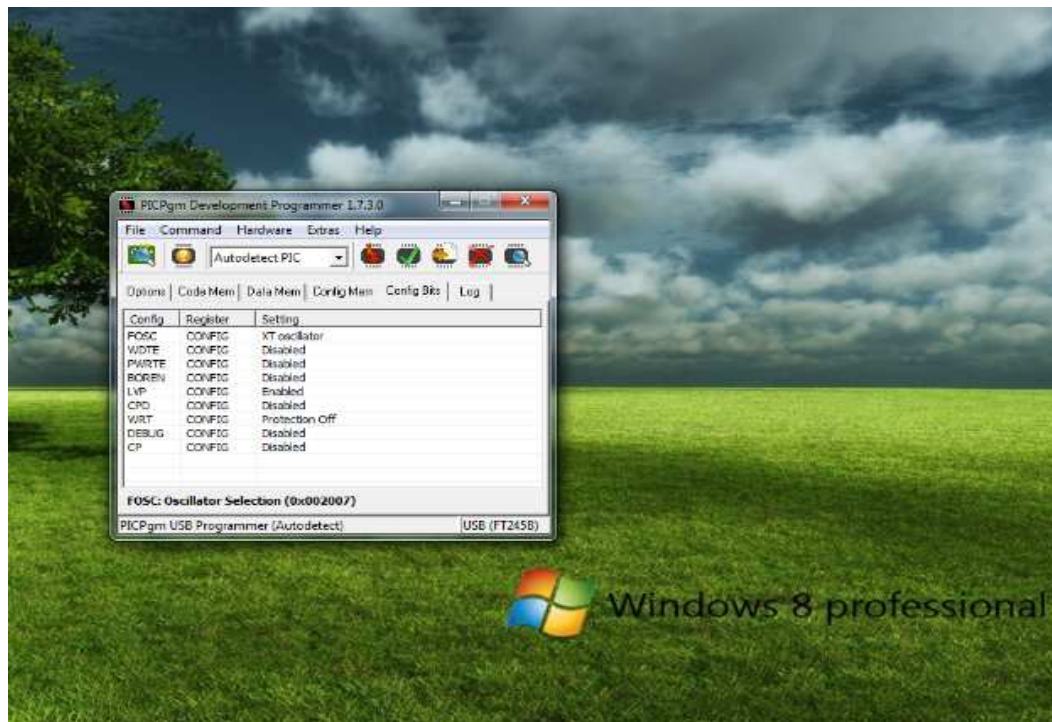 PICPgm Development Programmer 1.7.3.0
File Command Hardware Extras Help
Autodetect PIC
Options Code Mem Data Mem Config Mem Config Bits Log
Config Register Setting
FOSC CONFIG XT oscillator
WDTE CONFIG Disabled
PWRTE CONFIG Disabled
BOREN CONFIG Disabled
LVP CONFIG Enabled
CPD CONFIG Disabled
WRT CONFIG Protection Off
DEBUG CONFIG Disabled
CP CONFIG Disabled
FOSC: Oscillator Selection (0x002007)
PICPgm USB Programmer (Autodetect) USB (FT245B)
Windows 8 professional